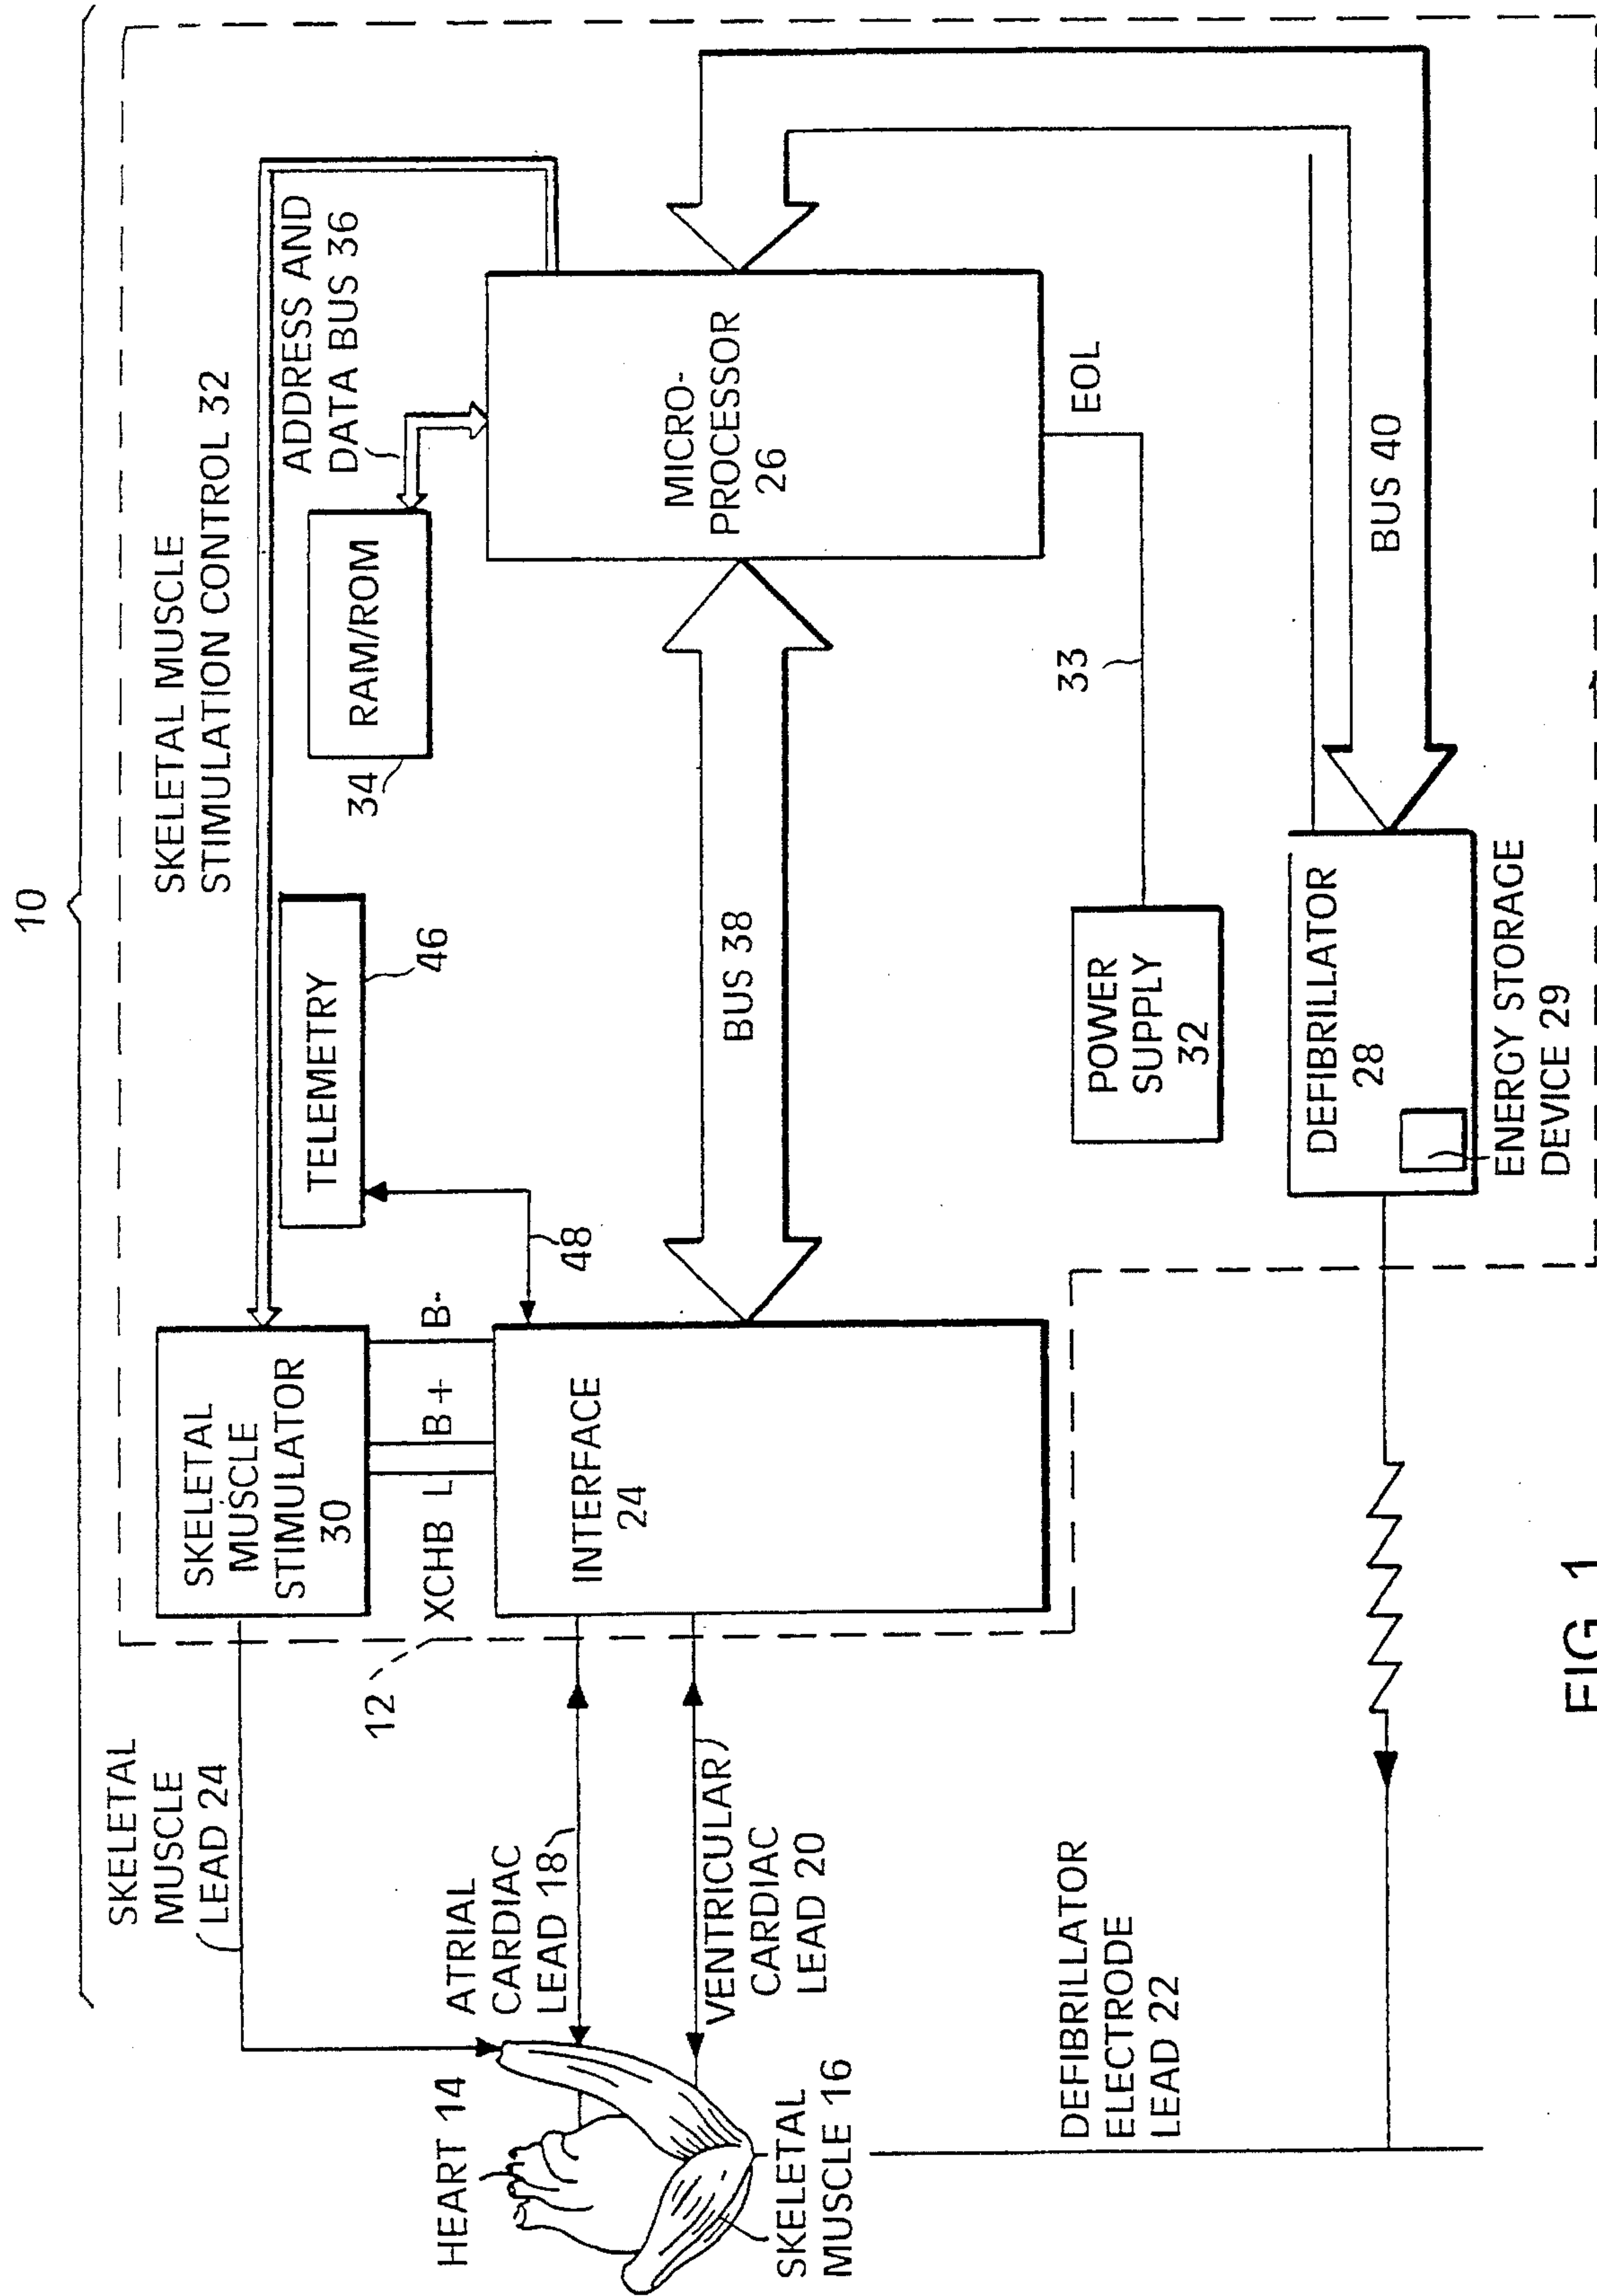 10
SKELETAL
MUSCLE
LEAD 24
SKELETAL
MUSCLE
STIMULATOR
30
SKELETAL MUSCLE
STIMULATION CONTROL 32
TELEMETRY
46
34
RAM/ROM
ADDRESS AND
DATA BUS 36
12
XCHB L
B+
B-
48
HEART 14
ATRIAL
CARDIAC
LEAD 18
VENTRICULAR
CARDIAC
LEAD 20
INTERFACE
24
BUS 38
MICRO-
PROCESSOR
26
SKELETAL
MUSCLE 16
EOL
33
POWER
SUPPLY
32
DEFIBRILLATOR
ELECTRODE
LEAD 22
DEFIBRILLATOR
28
BUS 40
ENERGY STORAGE
DEVICE 29
FIG. 1